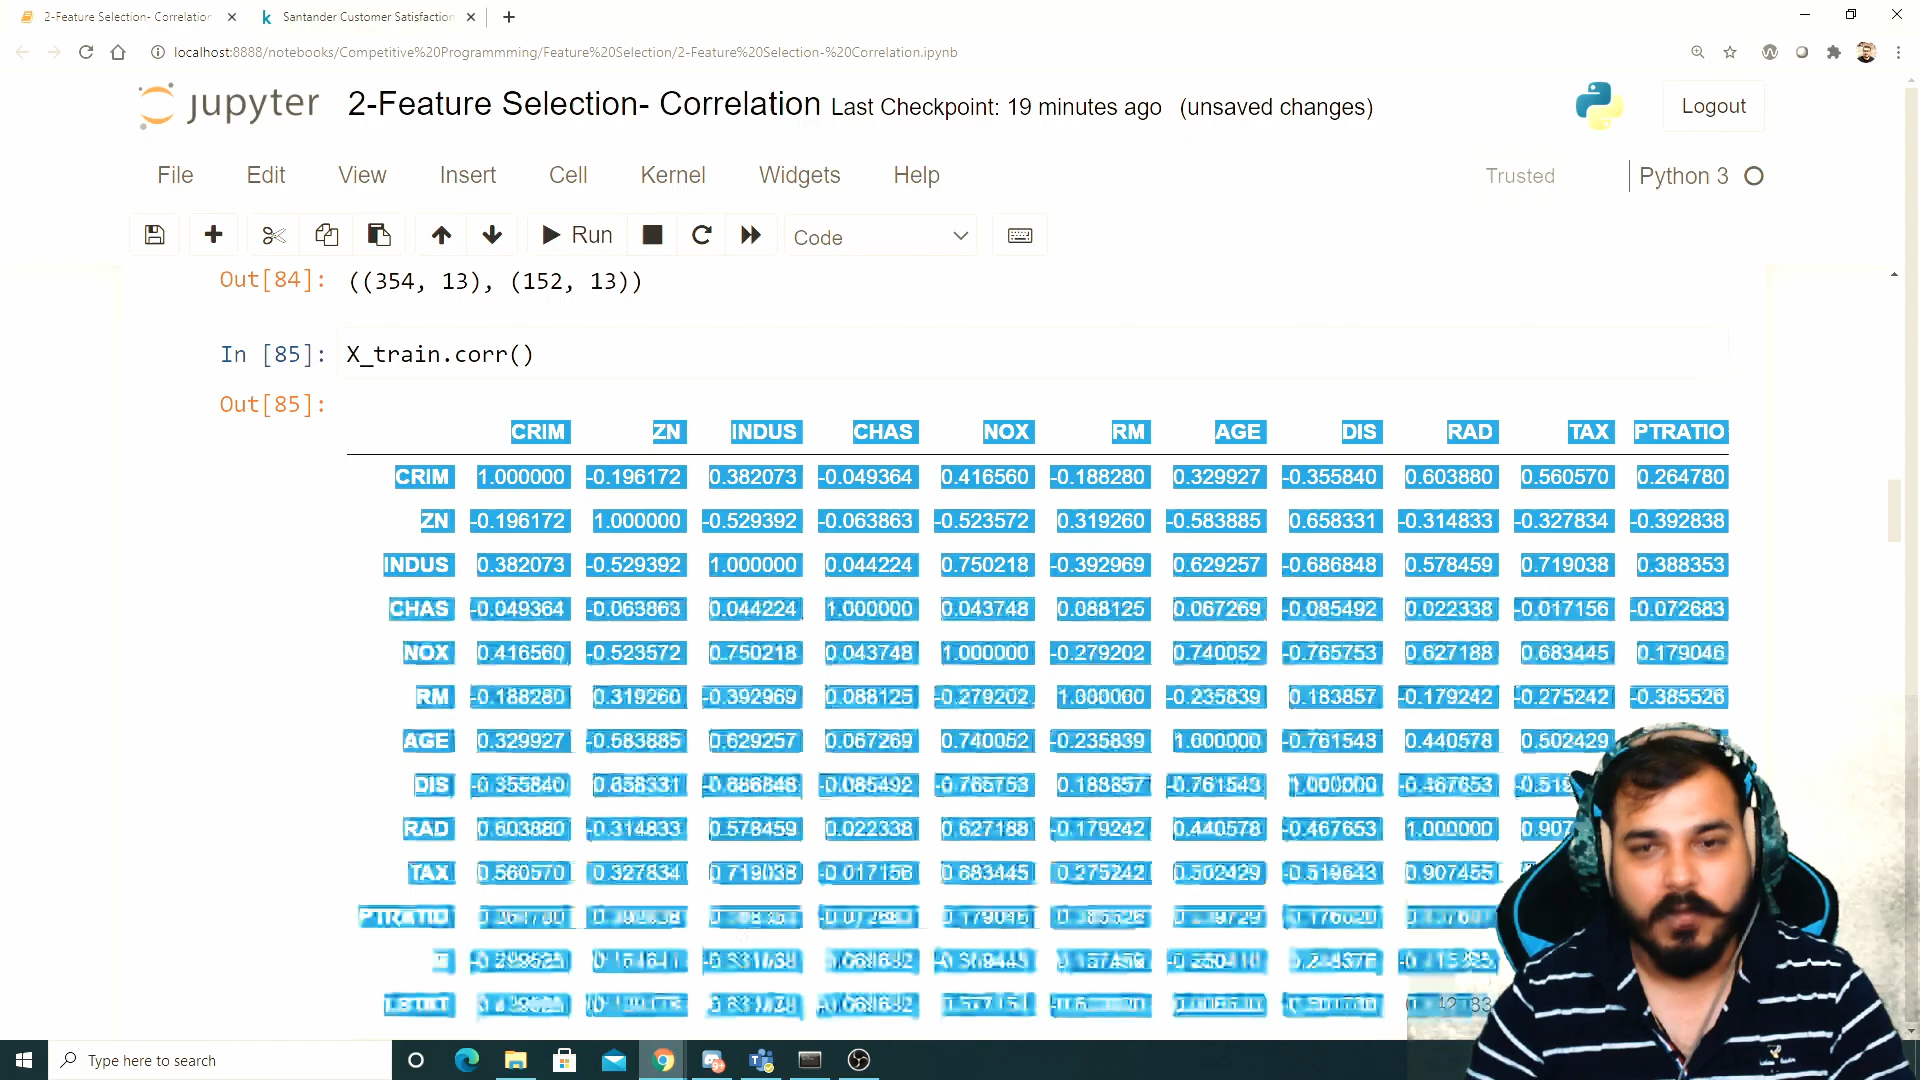 2-Feature Selection- Correlation
Santander Customer Satisfaction
localhost:8888/notebooks/Competitive%20Programmming/Feature%20Selection/2-Feature%20Selection-%20Correlation.ipynb
jupyter 2-Feature Selection- Correlation Last Checkpoint: 19 minutes ago (unsaved changes)
Logout
File Edit View Insert Cell Kernel Widgets Help
Trusted Python 3
Run Code
Out[84]: ((354, 13), (152, 13))
In [85]: X_train.corr()
Out[85]:
CRIM ZN INDUS CHAS NOX RM AGE DIS RAD TAX PTRATIO
CRIM 1.000000 -0.196172 0.382073 -0.049364 0.416560 -0.188280 0.329927 -0.355840 0.603880 0.560570 0.264780
ZN -0.196172 1.000000 -0.529392 -0.063863 -0.523572 0.319260 -0.583885 0.658331 -0.314833 -0.327834 -0.392838
INDUS 0.382073 -0.529392 1.000000 0.044224 0.750218 -0.392969 0.629257 -0.686848 0.578459 0.719038 0.388353
CHAS -0.049364 -0.063863 0.044224 1.000000 0.043748 0.088125 0.067269 -0.085492 0.022338 -0.017156 -0.072683
NOX 0.416560 -0.523572 0.750218 0.043748 1.000000 -0.279202 0.740052 -0.765753 0.627188 0.683445 0.179046
RM -0.188280 0.319260 -0.392969 0.088125 -0.279202 1.000000 -0.235839 0.183857 -0.179242 -0.275242 -0.385526
AGE 0.329927 -0.583885 0.629257 0.067269 0.740052 -0.235839 1.000000 -0.761543 0.440578 0.502429
DIS -0.355840 0.658331 -0.686848 -0.085492 -0.765753 0.183857 -0.761543 1.000000 -0.467653
RAD 0.603880 -0.314833 0.578459 0.022338 0.627188 -0.179242 0.440578 -0.467653 1.000000
TAX 0.560570 -0.327834 0.719038 -0.017156 0.683445 -0.275242 0.502429 -0.519643 0.907455
PTRATIO
Type here to search